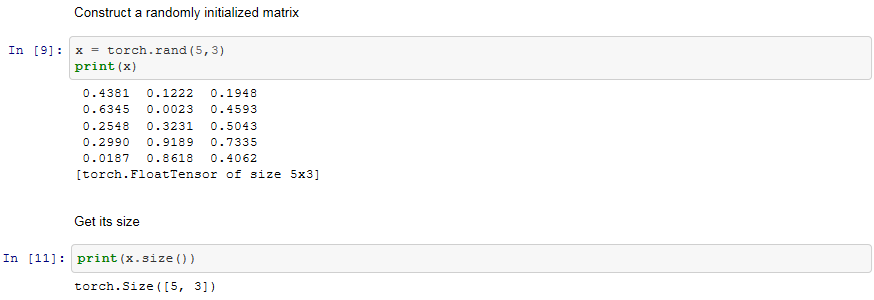 Construct a randomly initialized matrix
In [9]: x = torch.rand(5,3)
print(x)
0.4381 0.1222 0.1948
0.6345 0.0023 0.4593
0.2548 0.3231 0.5043
0.2990 0.9189 0.7335
0.0187 0.8618 0.4062
[torch.FloatTensor of size 5x3]
Get its size
In [11]: print(x.size())
torch.Size([5, 3])